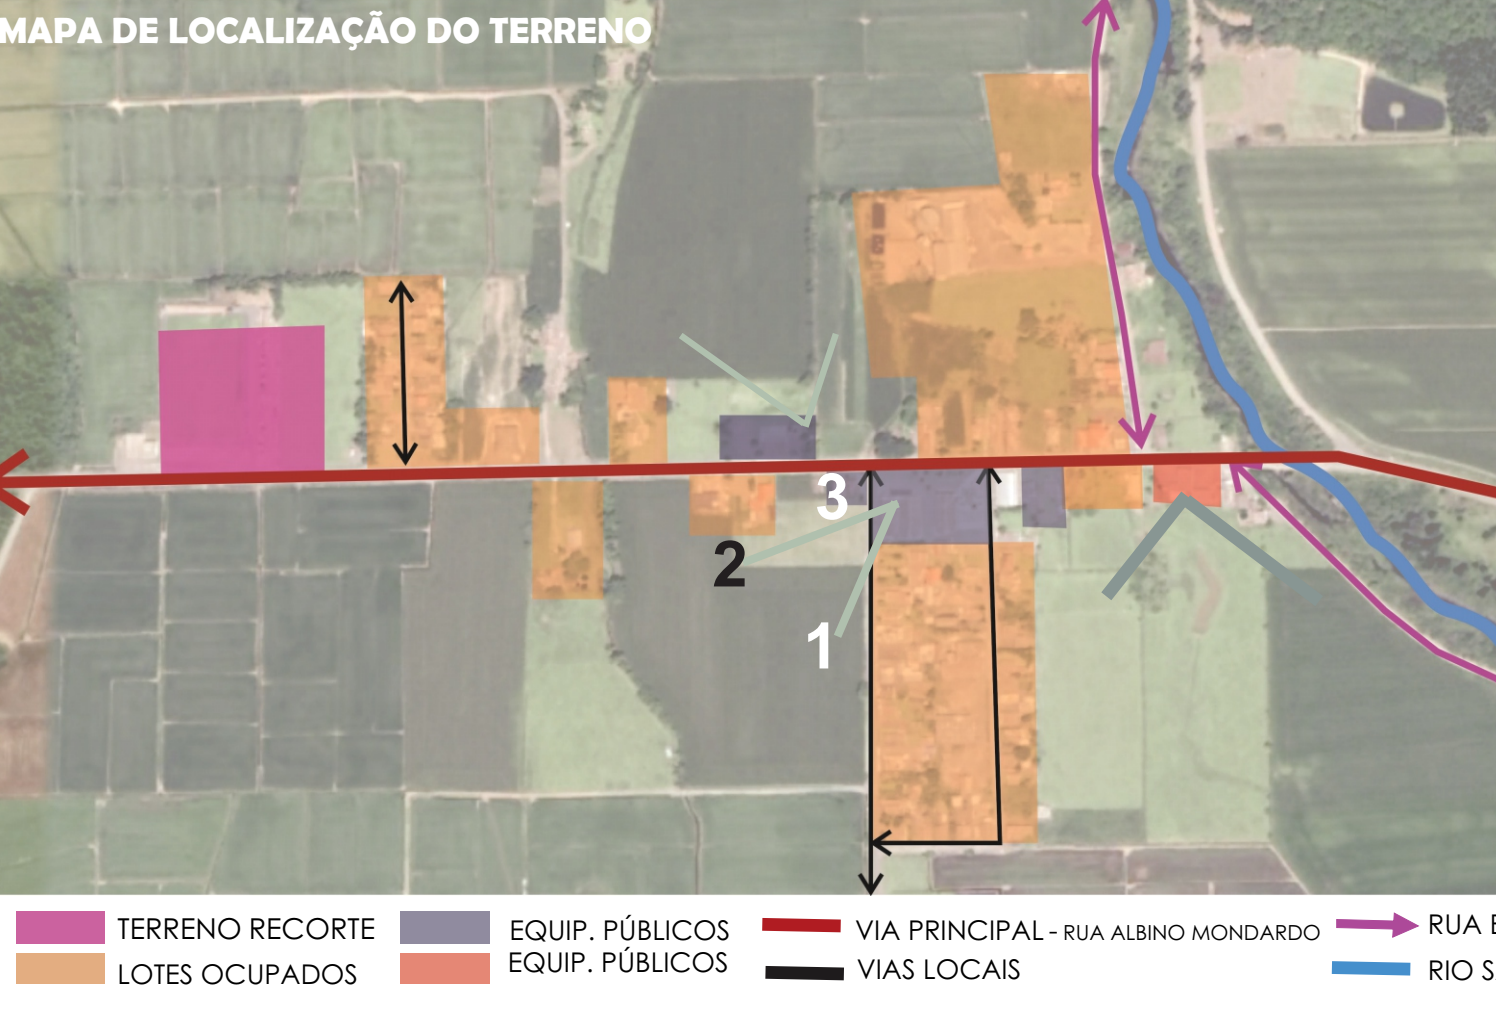 MAPA DE LOCALIZAÇÃO DO TERRENO
3
2
1
TERRENO RECORTE
LOTES OCUPADOS
EQUIP. PÚBLICOS
EQUIP. PÚBLICOS
VIA PRINCIPAL - RUA ALBINO MONDARDO
VIAS LOCAIS
RUA
RIO